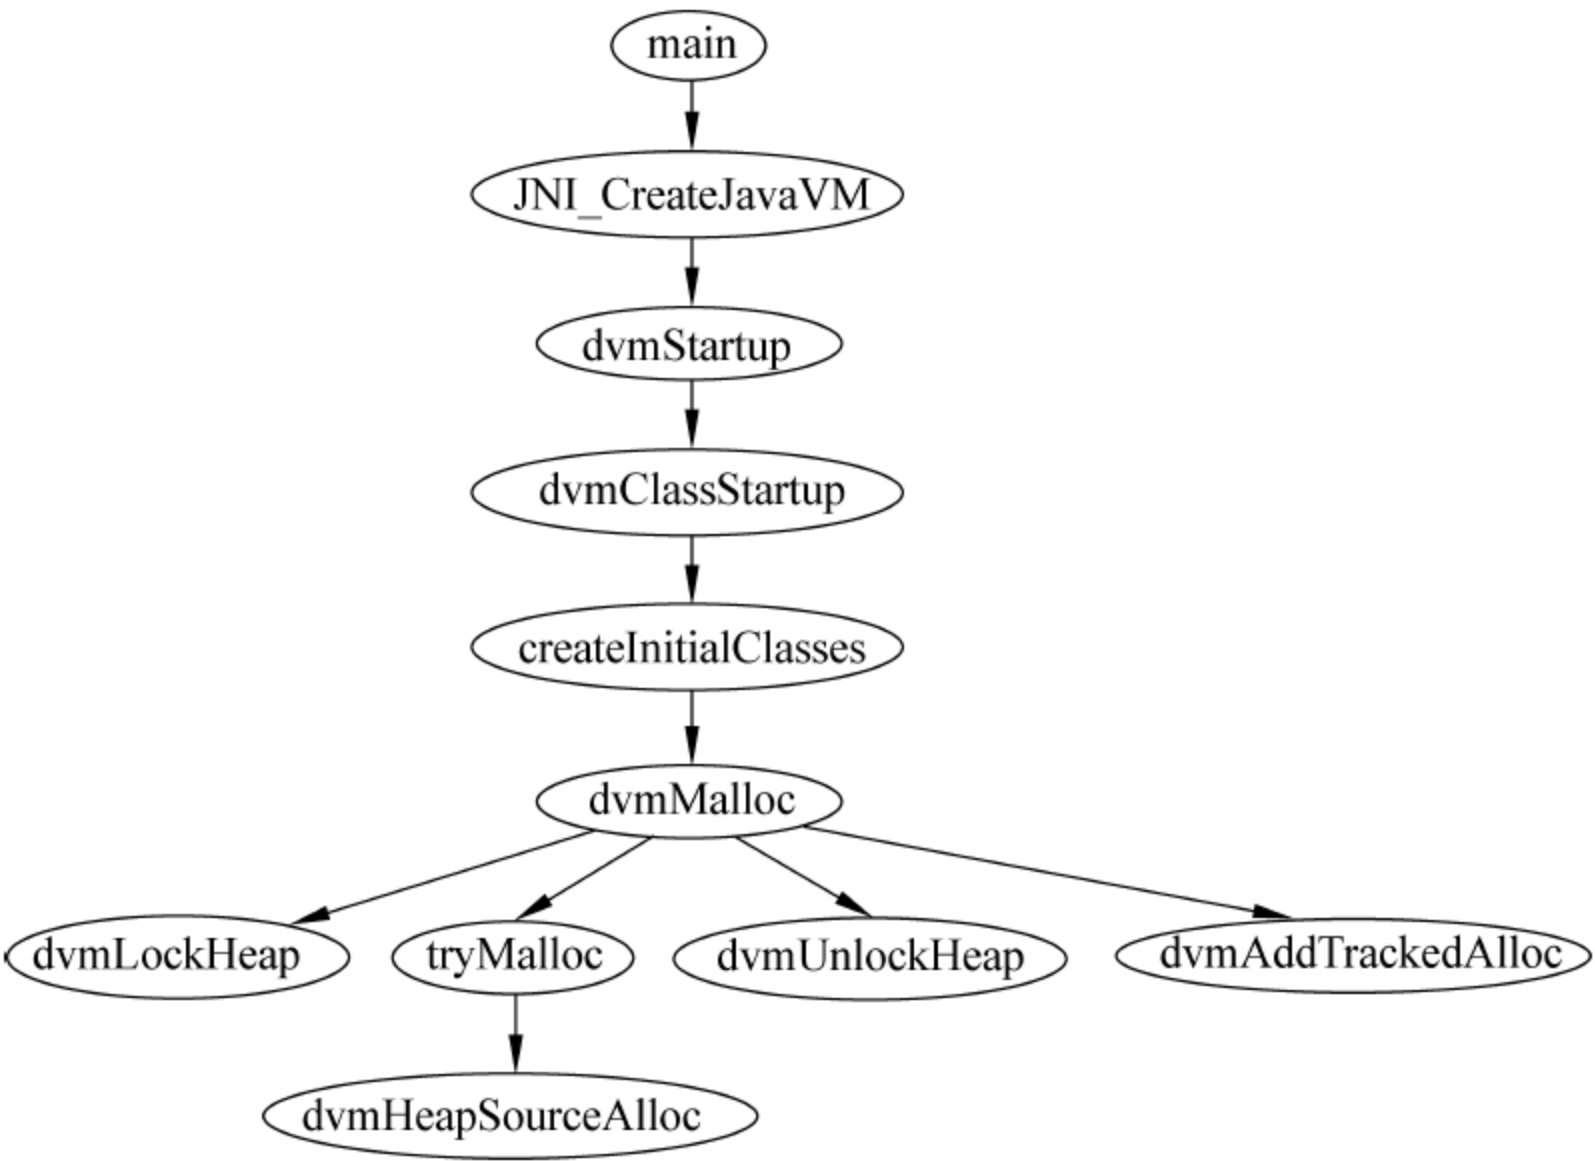 main
JNI_CreateJavaVM
dvmStartup
dvmClassStartup
createInitialClasses
dvmMalloc
dvmLockHeap
tryMalloc
dvmUnlockHeap
dvmAddTrackedAlloc
dvmHeapSourceAlloc